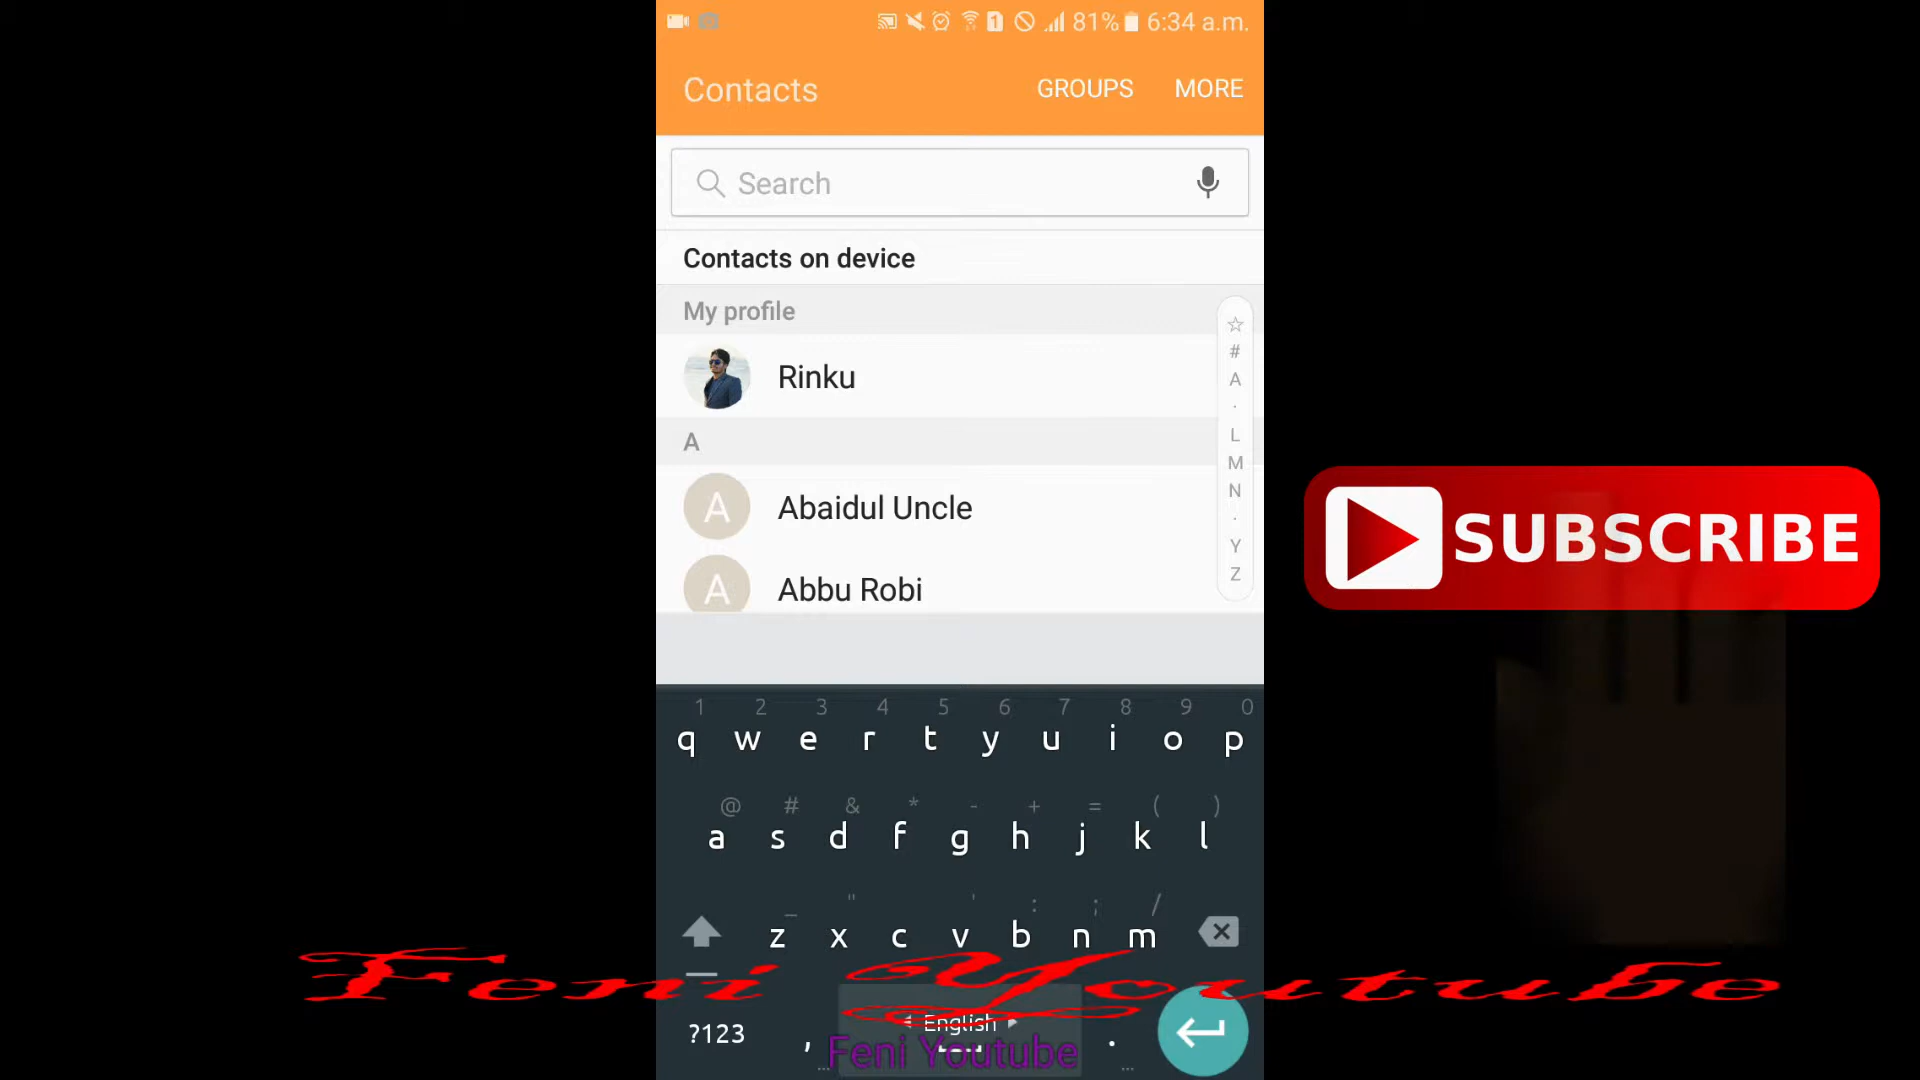 81% 6:34 a.m.
Contacts GROUPS MORE
Search
Contacts on device
My profile
Rinku
A
A Abaidul Uncle
A Abbu Robi
☆
#
A
·
L
M
N
·
Y
Z
SUBSCRIBE
1 2 3 4 5 6 7 8 9 0
q w e r t y u i o p
@ # & * - + = ( )
a s d f g h j k l
_ " ' : ; /
z x c v b n m
Feni Youtube
?123 , English .
Feni Youtube